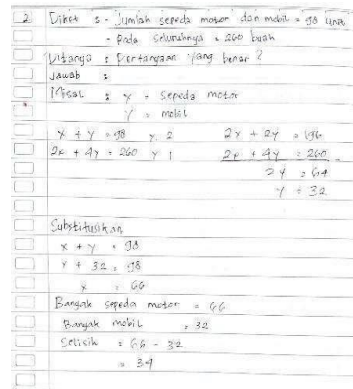 2 Diket : - Jumlah sepeda motor dan mobil = 98 unit
- Roda seluruhnya = 260 buah
Ditanya : Pertanyaan yang benar ?
Jawab :
Misal : x = sepeda motor
y = mobil
x + y = 98 x 2 2x + 2y = 196
2x + 4y = 260 x 1 2x + 4y = 260 -
2y = 64
y = 32
Substitusikan
x + y = 98
x + 32 = 98
x = 66
Banyak sepeda motor = 66
Banyak mobil = 32
Selisih = 66 - 32
= 34